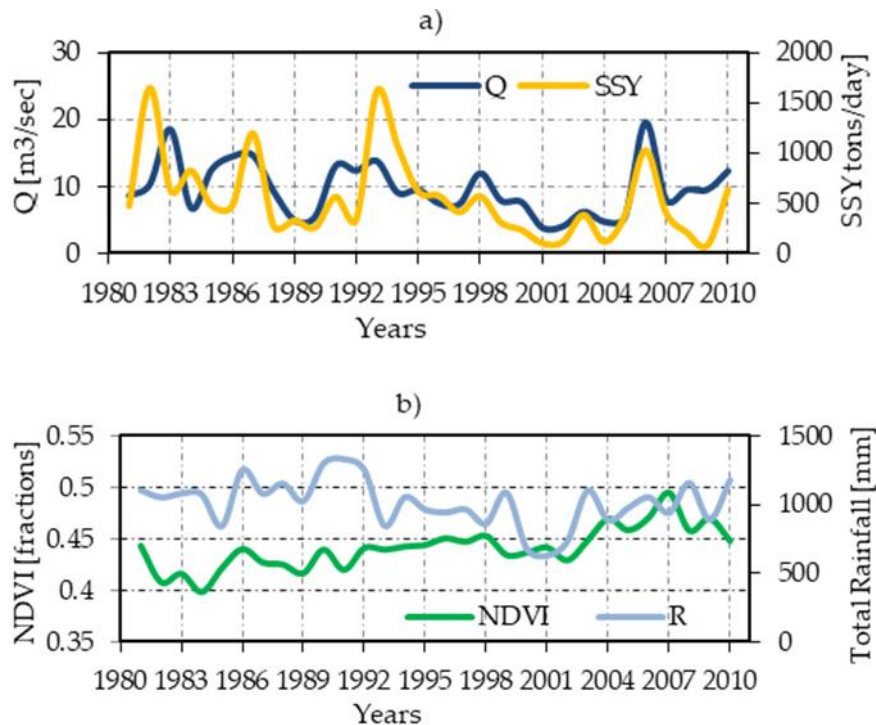 a)
30 2000
Q SSY
1500
20
1000
10
500
0 0
Q [m3/sec]
SSY tons/day]
1980 1983 1986 1989 1992 1995 1998 2001 2004 2007 2010
Years
b)
0.55 1500
0.5
1000
0.45
500
0.4
NDVI R
0.35 0
NDVI [fractions]
Total Rainfall [mm]
1980 1983 1986 1989 1992 1995 1998 2001 2004 2007 2010
Years